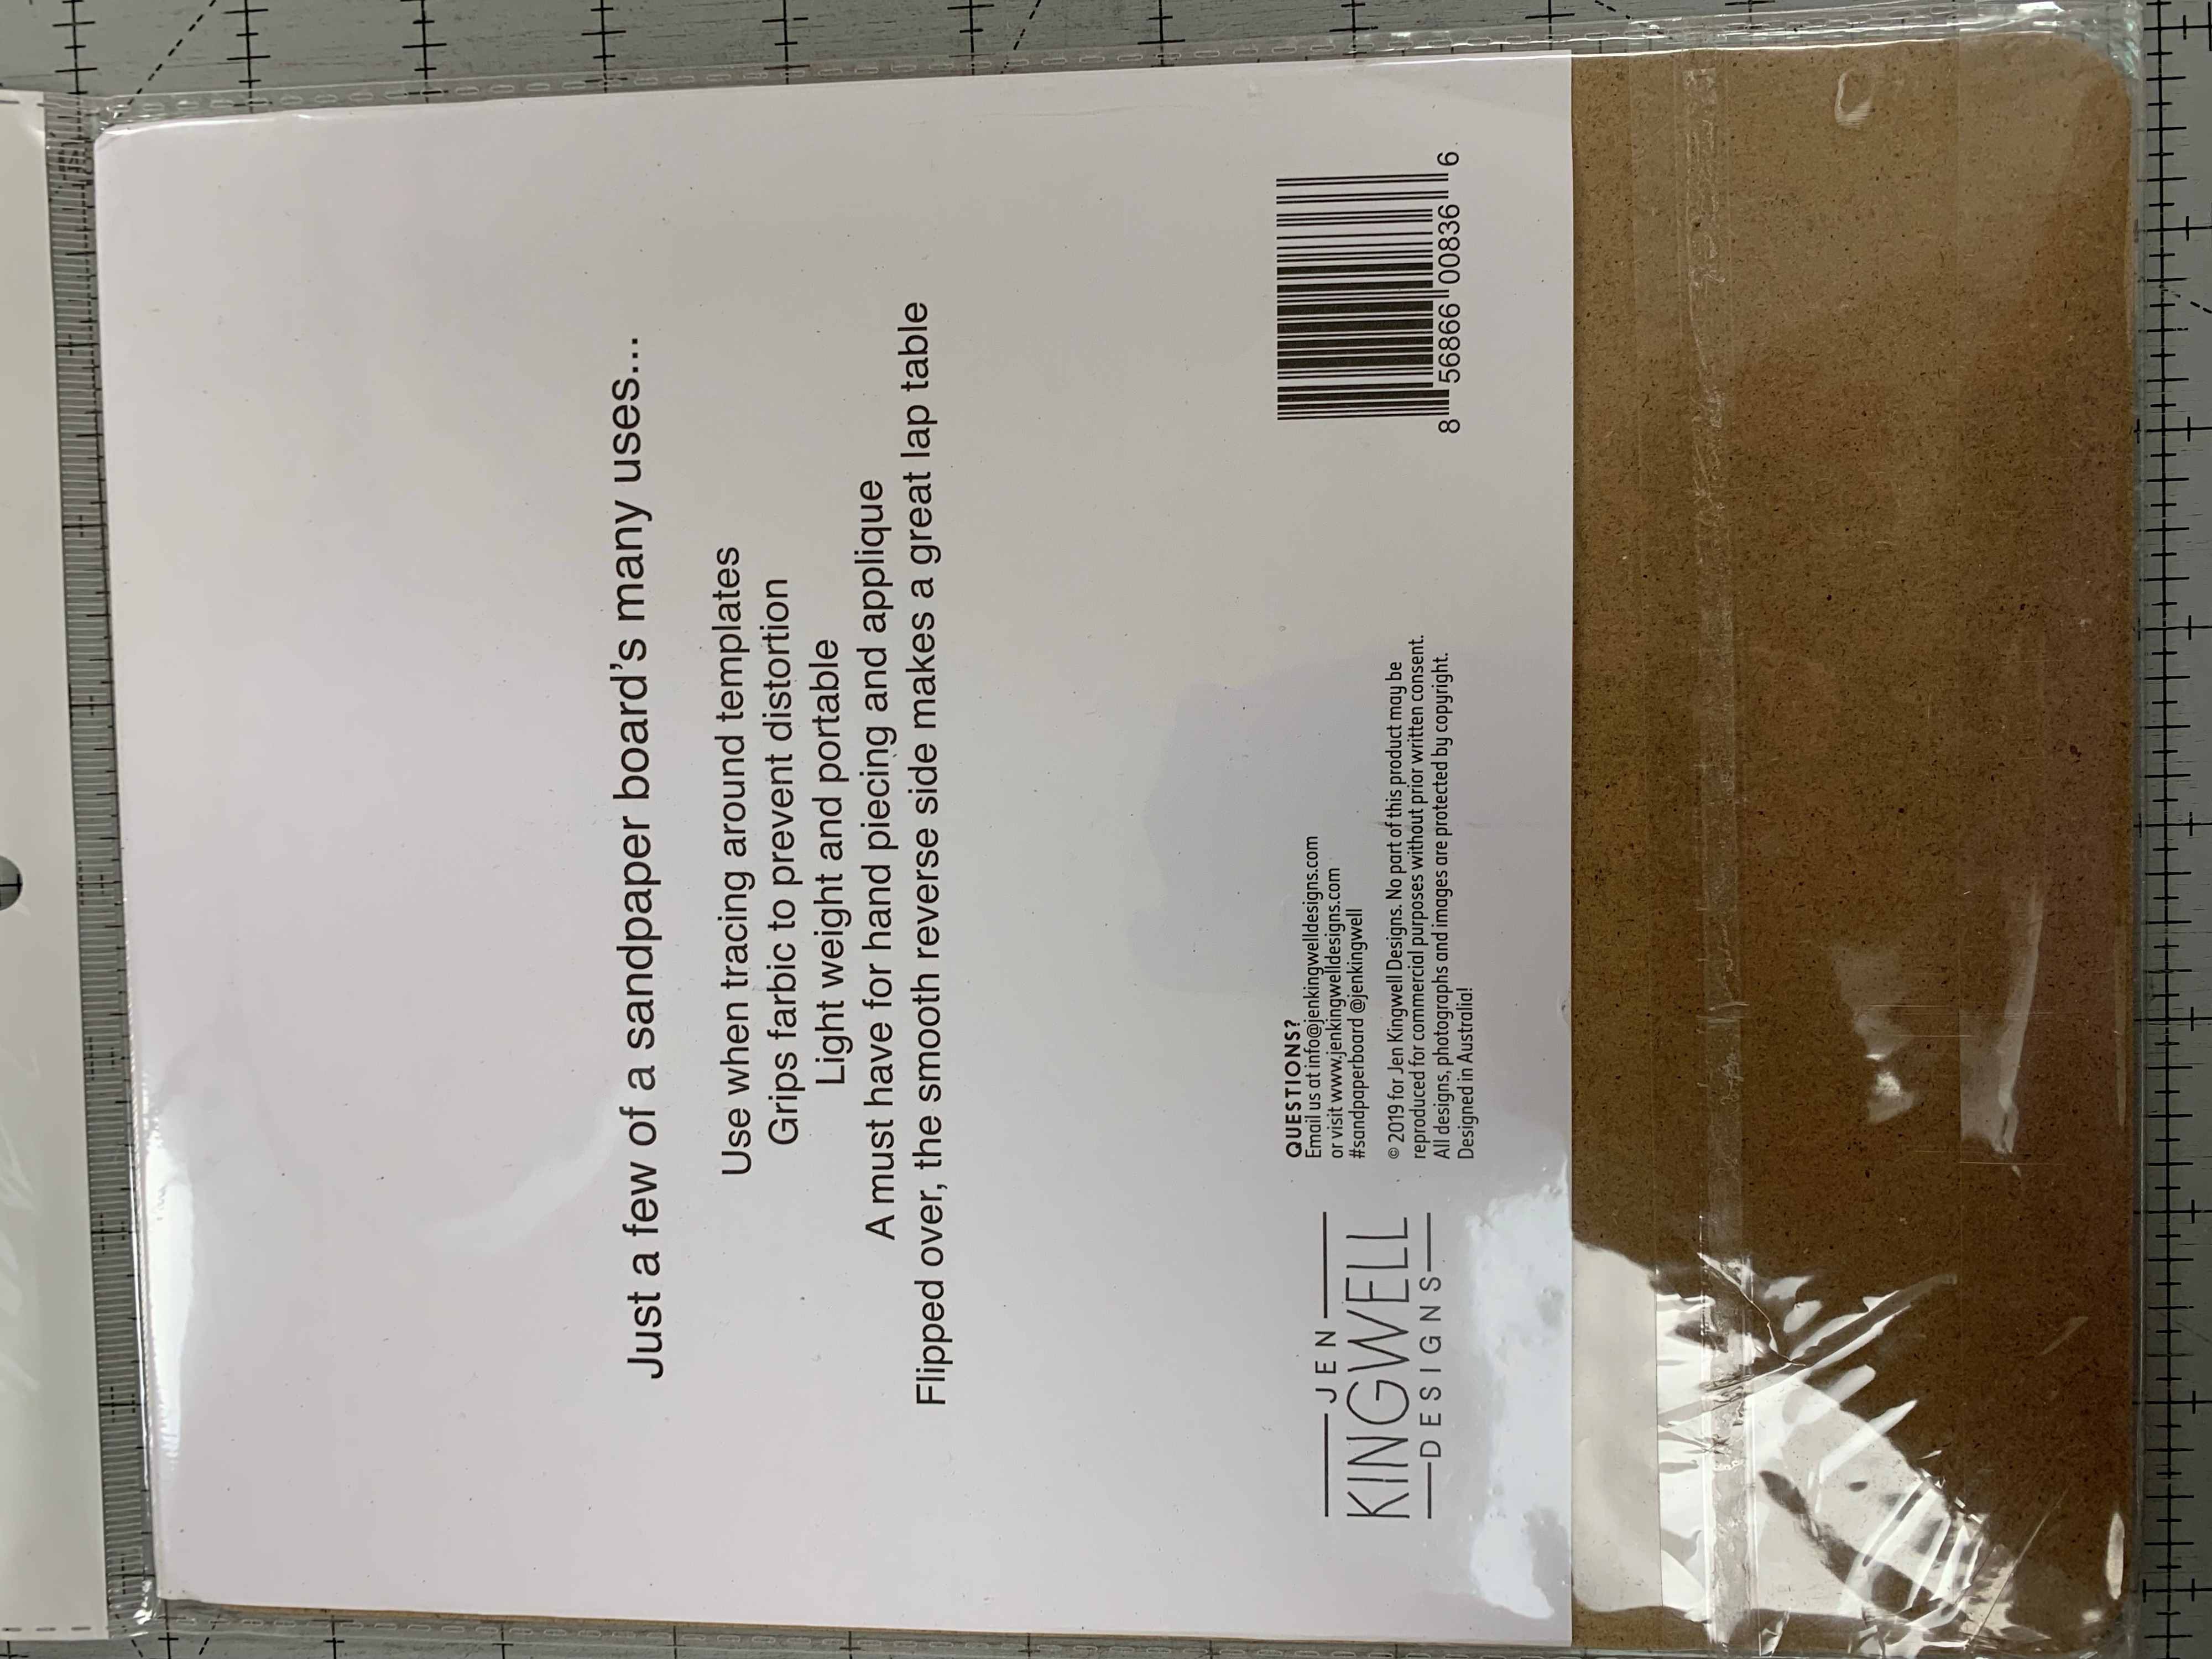 Just a few of a sandpaper board's many uses...
Use when tracing around templates
Grips farbic to prevent distortion
Light weight and portable
A must have for hand piecing and applique
Flipped over, the smooth reverse side makes a great lap table
JEN
KINGWELL
DESIGNS
QUESTIONS?
Email us at info@jenkingwelldesigns.com
or visit www.jenkingwelldesigns.com
#sandpaperboard @jenkingwell
© 2019 for Jen Kingwell Designs. No part of this product may be
reproduced for commercial purposes without prior written consent.
All designs, photographs and images are protected by copyright.
Designed in Australia!
8 56866 00836 6